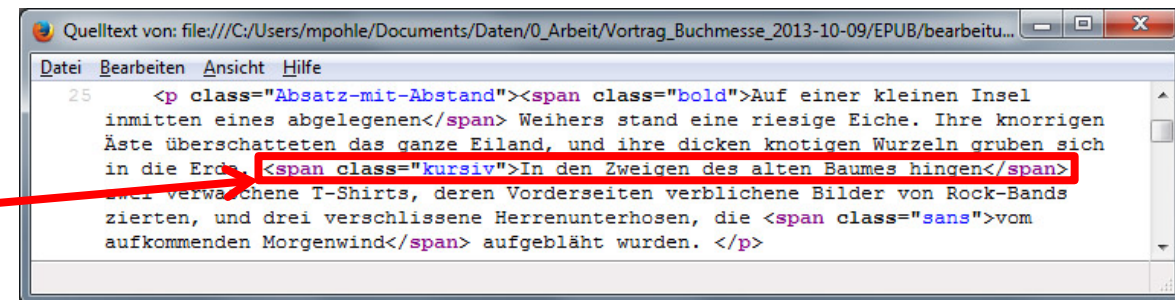 Quelltext von: file:///C:/Users/mpohle/Documents/Daten/0_Arbeit/Vortrag_Buchmesse_2013-10-09/EPUB/bearbeitu...
Datei Bearbeiten Ansicht Hilfe
25 <p class="Absatz-mit-Abstand"><span class="bold">Auf einer kleinen Insel
inmitten eines abgelegenen</span> Weihers stand eine riesige Eiche. Ihre knorrigen
Äste überschatteten das ganze Eiland, und ihre dicken knotigen Wurzeln gruben sich
in die Erde. <span class="kursiv">In den Zweigen des alten Baumes hingen</span>
zwei verwaschene T-Shirts, deren Vorderseiten verblichene Bilder von Rock-Bands
zierten, und drei verschlissene Herrenunterhosen, die <span class="sans">vom
aufkommenden Morgenwind</span> aufgebläht wurden. </p>